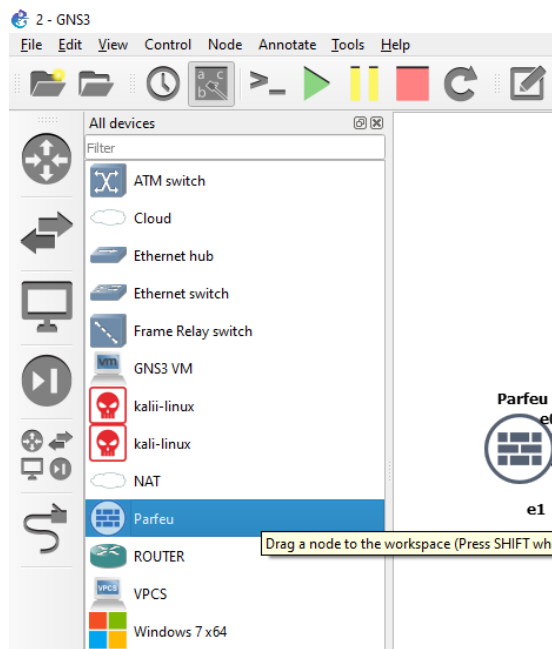 2 - GNS3
File Edit View Control Node Annotate Tools Help
a c
b
>_
All devices
Filter
ATM switch
Cloud
Ethernet hub
Ethernet switch
Frame Relay switch
vm
GNS3 VM
kalii-linux
kali-linux
NAT
Parfeu
ROUTER
VPCS
VPCS
Windows 7 x64
Drag a node to the workspace (Press SHIFT wh
Parfeu
e0
e1